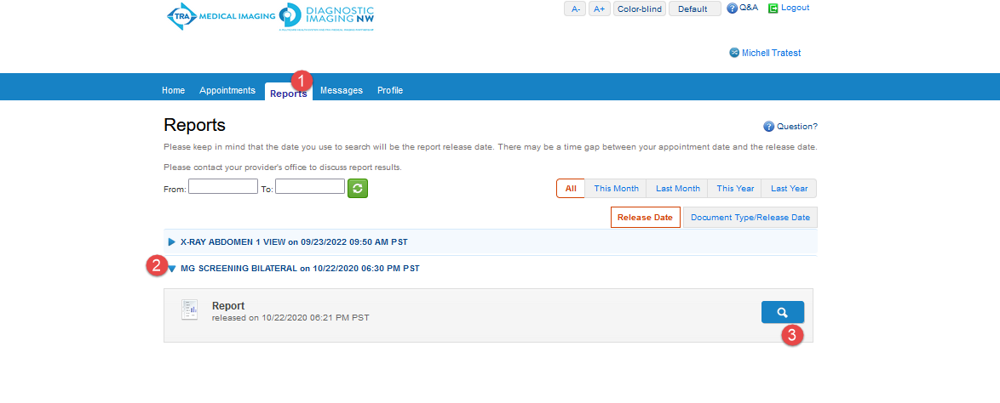 A- A+ Color-blind Default Q&A Logout
TRA MEDICAL IMAGING DIAGNOSTIC IMAGING NW
Michell Tratest
1
Home Appointments Reports Messages Profile
Reports
Question?
Please keep in mind that the date you use to search will be the report release date. There may be a time gap between your appointment date and the release date.
Please contact your provider's office to discuss report results.
From: To: All This Month Last Month This Year Last Year
Release Date Document Type/Release Date
X-RAY ABDOMEN 1 VIEW on 09/23/2022 09:50 AM PST
2 MG SCREENING BILATERAL on 10/22/2020 06:30 PM PST
Report
released on 10/22/2020 06:21 PM PST
3